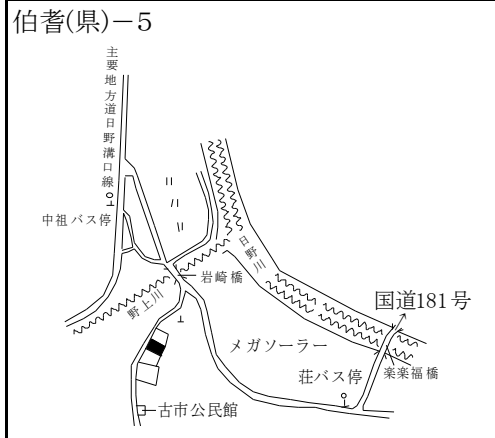 伯耆(県)−5
主要地方道日野溝口線
中祖バス停
日野川
岩崎橋
野上川
国道181号
メガソーラー
荘バス停
楽楽福橋
古市公民館